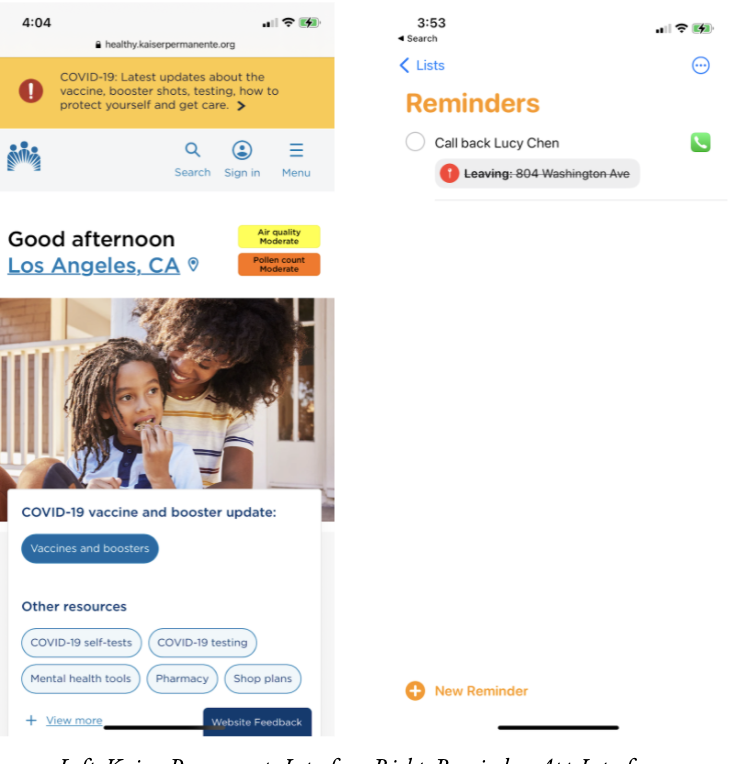 4:04
healthy.kaiserpermanente.org
COVID-19: Latest updates about the
vaccine, booster shots, testing, how to
protect yourself and get care.
Search
Sign in
Menu
Good afternoon
Los Angeles, CA
Air quality
Moderate
Pollen count
Moderate
COVID-19 vaccine and booster update:
Vaccines and boosters
Other resources
COVID-19 self-tests
COVID-19 testing
Mental health tools
Pharmacy
Shop plans
+ View more
Website Feedback
3:53
Search
Lists
Reminders
Call back Lucy Chen
Leaving: 804 Washington Ave
New Reminder